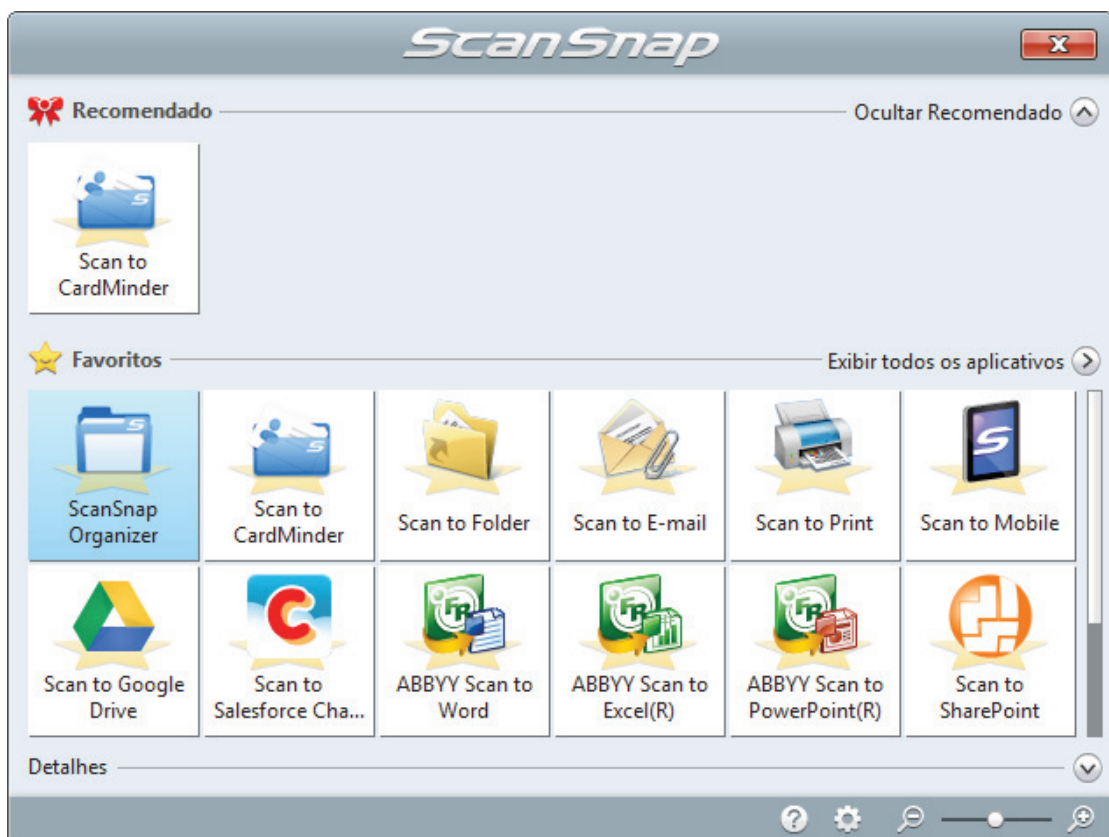 ScanSnap
Recomendado
Ocultar Recomendado
Scan to
CardMinder
Favoritos
Exibir todos os aplicativos
ScanSnap
Organizer
Scan to
CardMinder
Scan to Folder
Scan to E-mail
Scan to Print
Scan to Mobile
Scan to Google
Drive
Scan to
Salesforce Cha...
ABBYY Scan to
Word
ABBYY Scan to
Excel(R)
ABBYY Scan to
PowerPoint(R)
Scan to
SharePoint
Detalhes